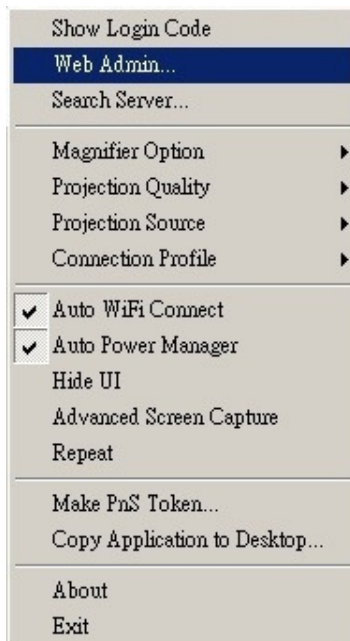 Show Login Code
Web Admin...
Search Server...
Magnifier Option
Projection Quality
Projection Source
Connection Profile
Auto WiFi Connect
Auto Power Manager
Hide UI
Advanced Screen Capture
Repeat
Make PnS Token...
Copy Application to Desktop...
About
Exit